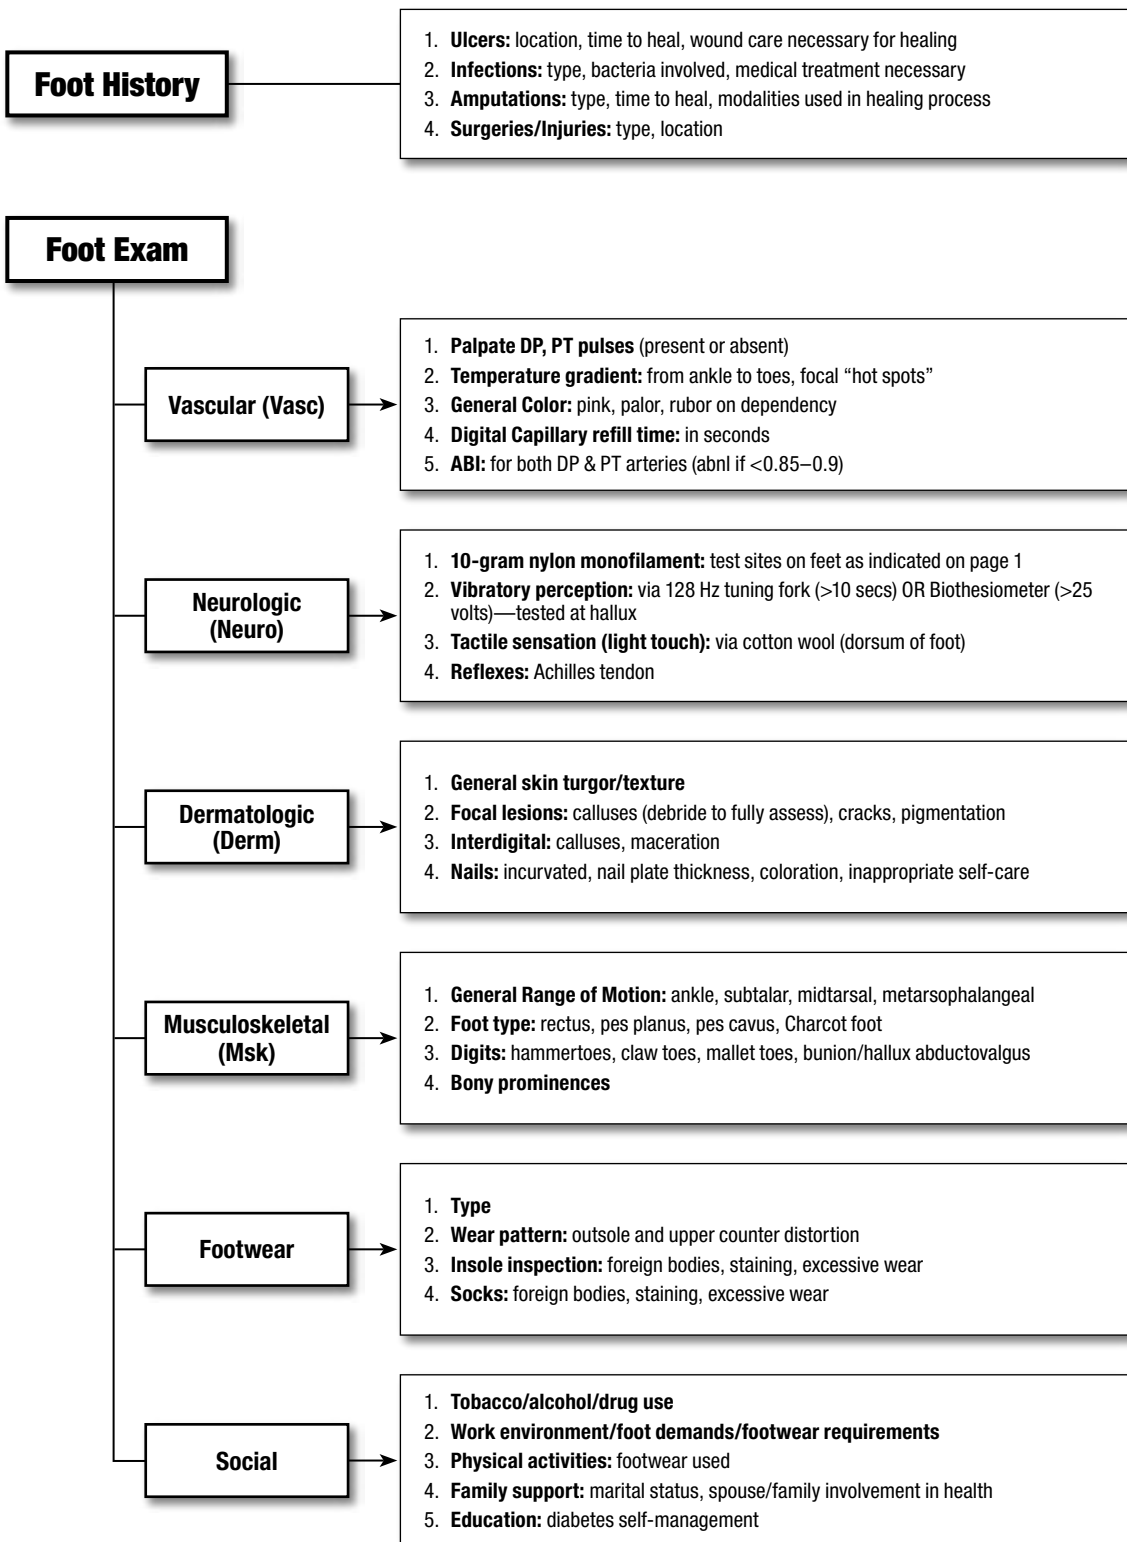 Foot History
1. Ulcers: location, time to heal, wound care necessary for healing
2. Infections: type, bacteria involved, medical treatment necessary
3. Amputations: type, time to heal, modalities used in healing process
4. Surgeries/Injuries: type, location
Foot Exam
Vascular (Vasc)
1. Palpate DP, PT pulses (present or absent)
2. Temperature gradient: from ankle to toes, focal “hot spots”
3. General Color: pink, palor, rubor on dependency
4. Digital Capillary refill time: in seconds
5. ABI: for both DP & PT arteries (abnl if <0.85–0.9)
Neurologic
(Neuro)
1. 10-gram nylon monofilament: test sites on feet as indicated on page 1
2. Vibratory perception: via 128 Hz tuning fork (>10 secs) OR Biothesiometer (>25
volts)—tested at hallux
3. Tactile sensation (light touch): via cotton wool (dorsum of foot)
4. Reflexes: Achilles tendon
Dermatologic
(Derm)
1. General skin turgor/texture
2. Focal lesions: calluses (debride to fully assess), cracks, pigmentation
3. Interdigital: calluses, maceration
4. Nails: incurvated, nail plate thickness, coloration, inappropriate self-care
Musculoskeletal
(Msk)
1. General Range of Motion: ankle, subtalar, midtarsal, metarsophalangeal
2. Foot type: rectus, pes planus, pes cavus, Charcot foot
3. Digits: hammertoes, claw toes, mallet toes, bunion/hallux abductovalgus
4. Bony prominences
Footwear
1. Type
2. Wear pattern: outsole and upper counter distortion
3. Insole inspection: foreign bodies, staining, excessive wear
4. Socks: foreign bodies, staining, excessive wear
Social
1. Tobacco/alcohol/drug use
2. Work environment/foot demands/footwear requirements
3. Physical activities: footwear used
4. Family support: marital status, spouse/family involvement in health
5. Education: diabetes self-management